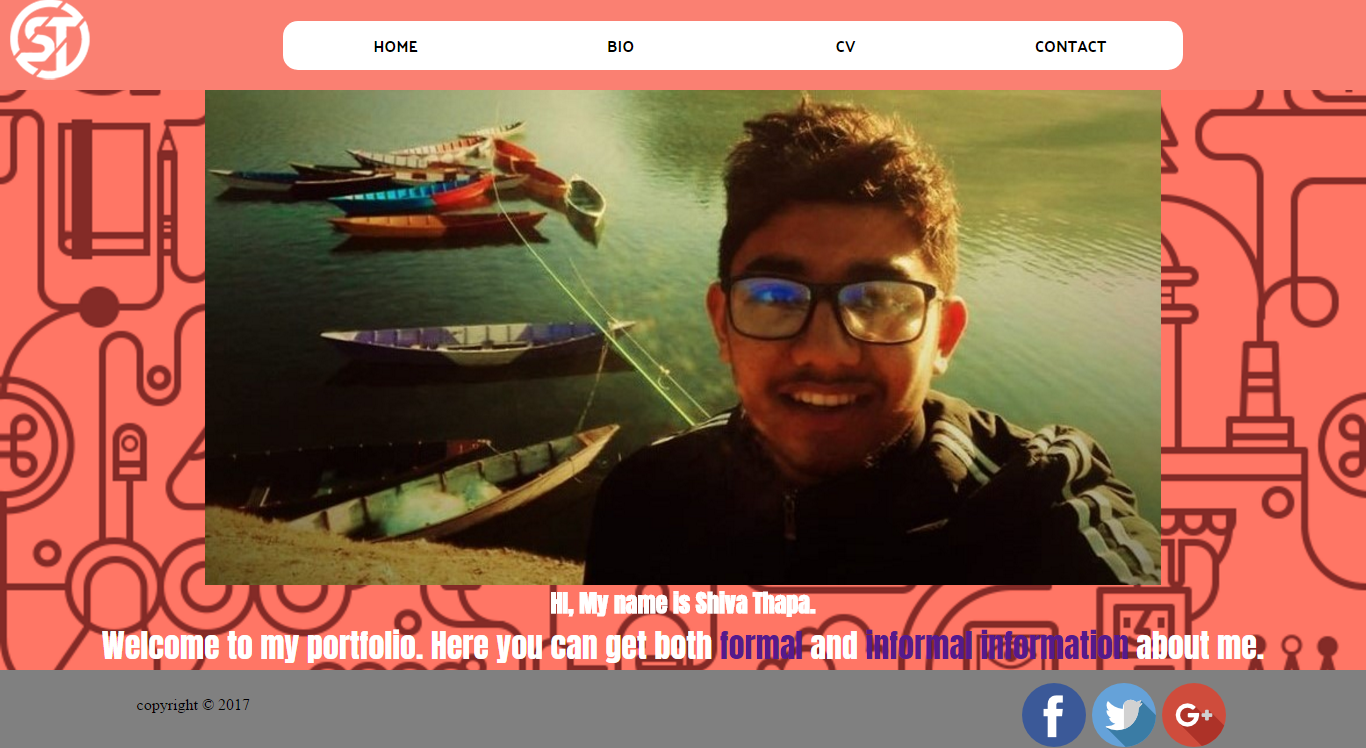 ST
HOME BIO CV CONTACT
Hi, My name is Shiva Thapa.
Welcome to my portfolio. Here you can get both formal and informal information about me.
copyright © 2017
f
G+